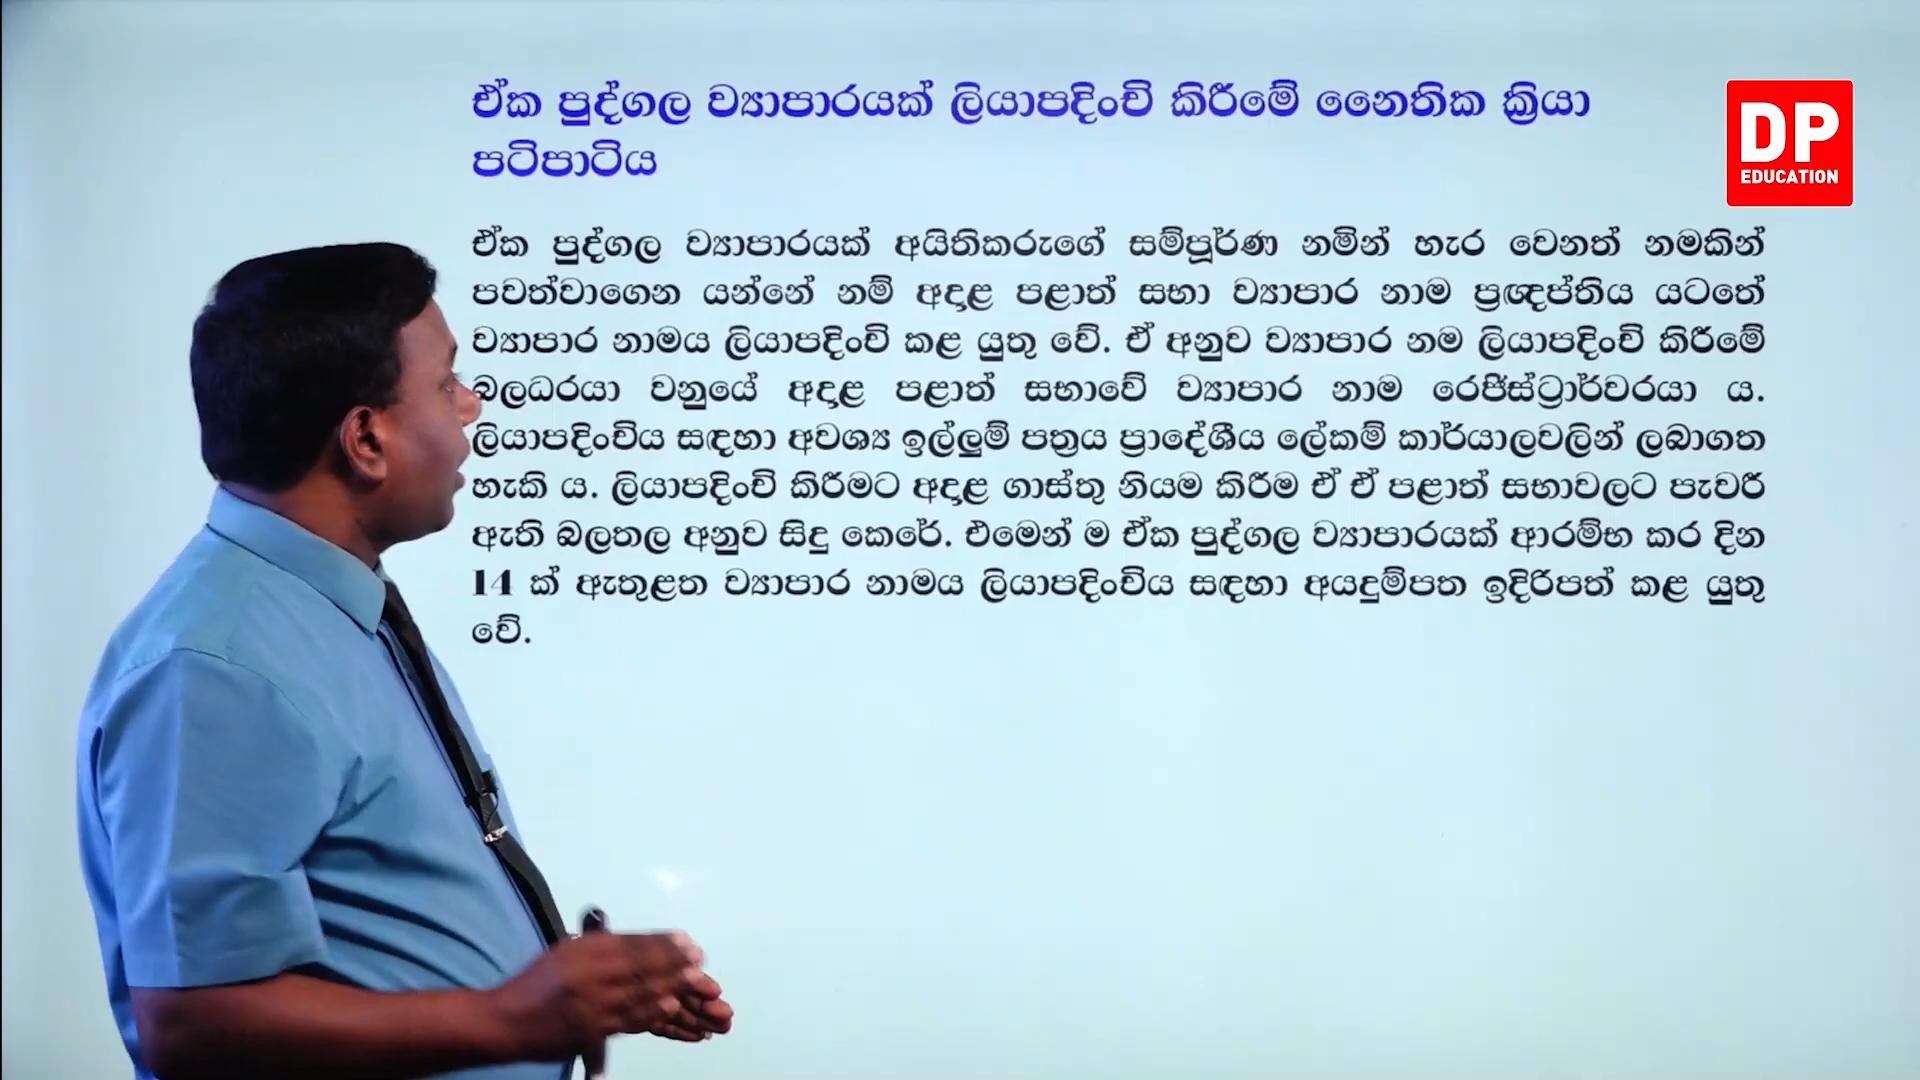 ඒක පුද්ගල ව්‍යාපාරයක් ලියාපදිංචි කිරීමේ නෛතික ක්‍රියා
පටිපාටිය
DP
EDUCATION
ඒක පුද්ගල ව්‍යාපාරයක් අයිතිකරුගේ සම්පූර්ණ නමින් හැර වෙනත් නමකින්
පවත්වාගෙන යන්නේ නම් අදාළ පළාත් සභා ව්‍යාපාර නාම ප්‍රඥප්තිය යටතේ
ව්‍යාපාර නාමය ලියාපදිංචි කළ යුතු වේ. ඒ අනුව ව්‍යාපාර නම ලියාපදිංචි කිරීමේ
බලධරයා වනුයේ අදාළ පළාත් සභාවේ ව්‍යාපාර නාම රෙජිස්ට්‍රාර්වරයා ය.
ලියාපදිංචිය සඳහා අවශ්‍ය ඉල්ලුම් පත්‍රය ප්‍රාදේශීය ලේකම් කාර්යාලවලින් ලබාගත
හැකි ය. ලියාපදිංචි කිරීමට අදාළ ගාස්තු නියම කිරීම ඒ ඒ පළාත් සභාවලට පැවරී
ඇති බලතල අනුව සිදු කෙරේ. එමෙන් ම ඒක පුද්ගල ව්‍යාපාරයක් ආරම්භ කර දින
14 ක් ඇතුළත ව්‍යාපාර නාමය ලියාපදිංචිය සඳහා අයදුම්පත ඉදිරිපත් කළ යුතු
වේ.